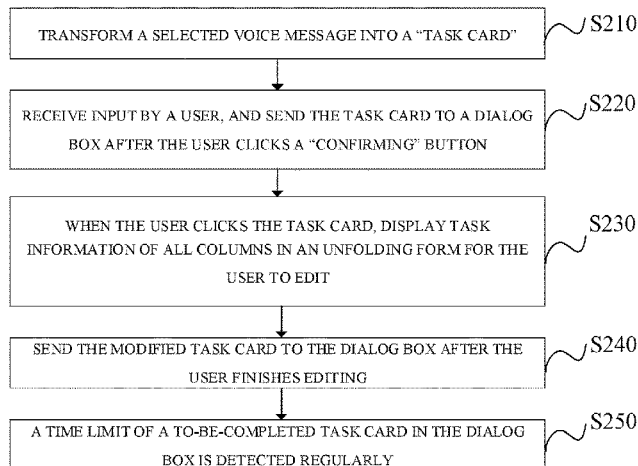 TRANSFORM A SELECTED VOICE MESSAGE INTO A “TASK CARD”
S210
RECEIVE INPUT BY A USER, AND SEND THE TASK CARD TO A DIALOG
BOX AFTER THE USER CLICKS A “CONFIRMING” BUTTON
S220
WHEN THE USER CLICKS THE TASK CARD, DISPLAY TASK
INFORMATION OF ALL COLUMNS IN AN UNFOLDING FORM FOR THE
USER TO EDIT
S230
SEND THE MODIFIED TASK CARD TO THE DIALOG BOX AFTER THE
USER FINISHES EDITING
S240
A TIME LIMIT OF A TO-BE-COMPLETED TASK CARD IN THE DIALOG
BOX IS DETECTED REGULARLY
S250